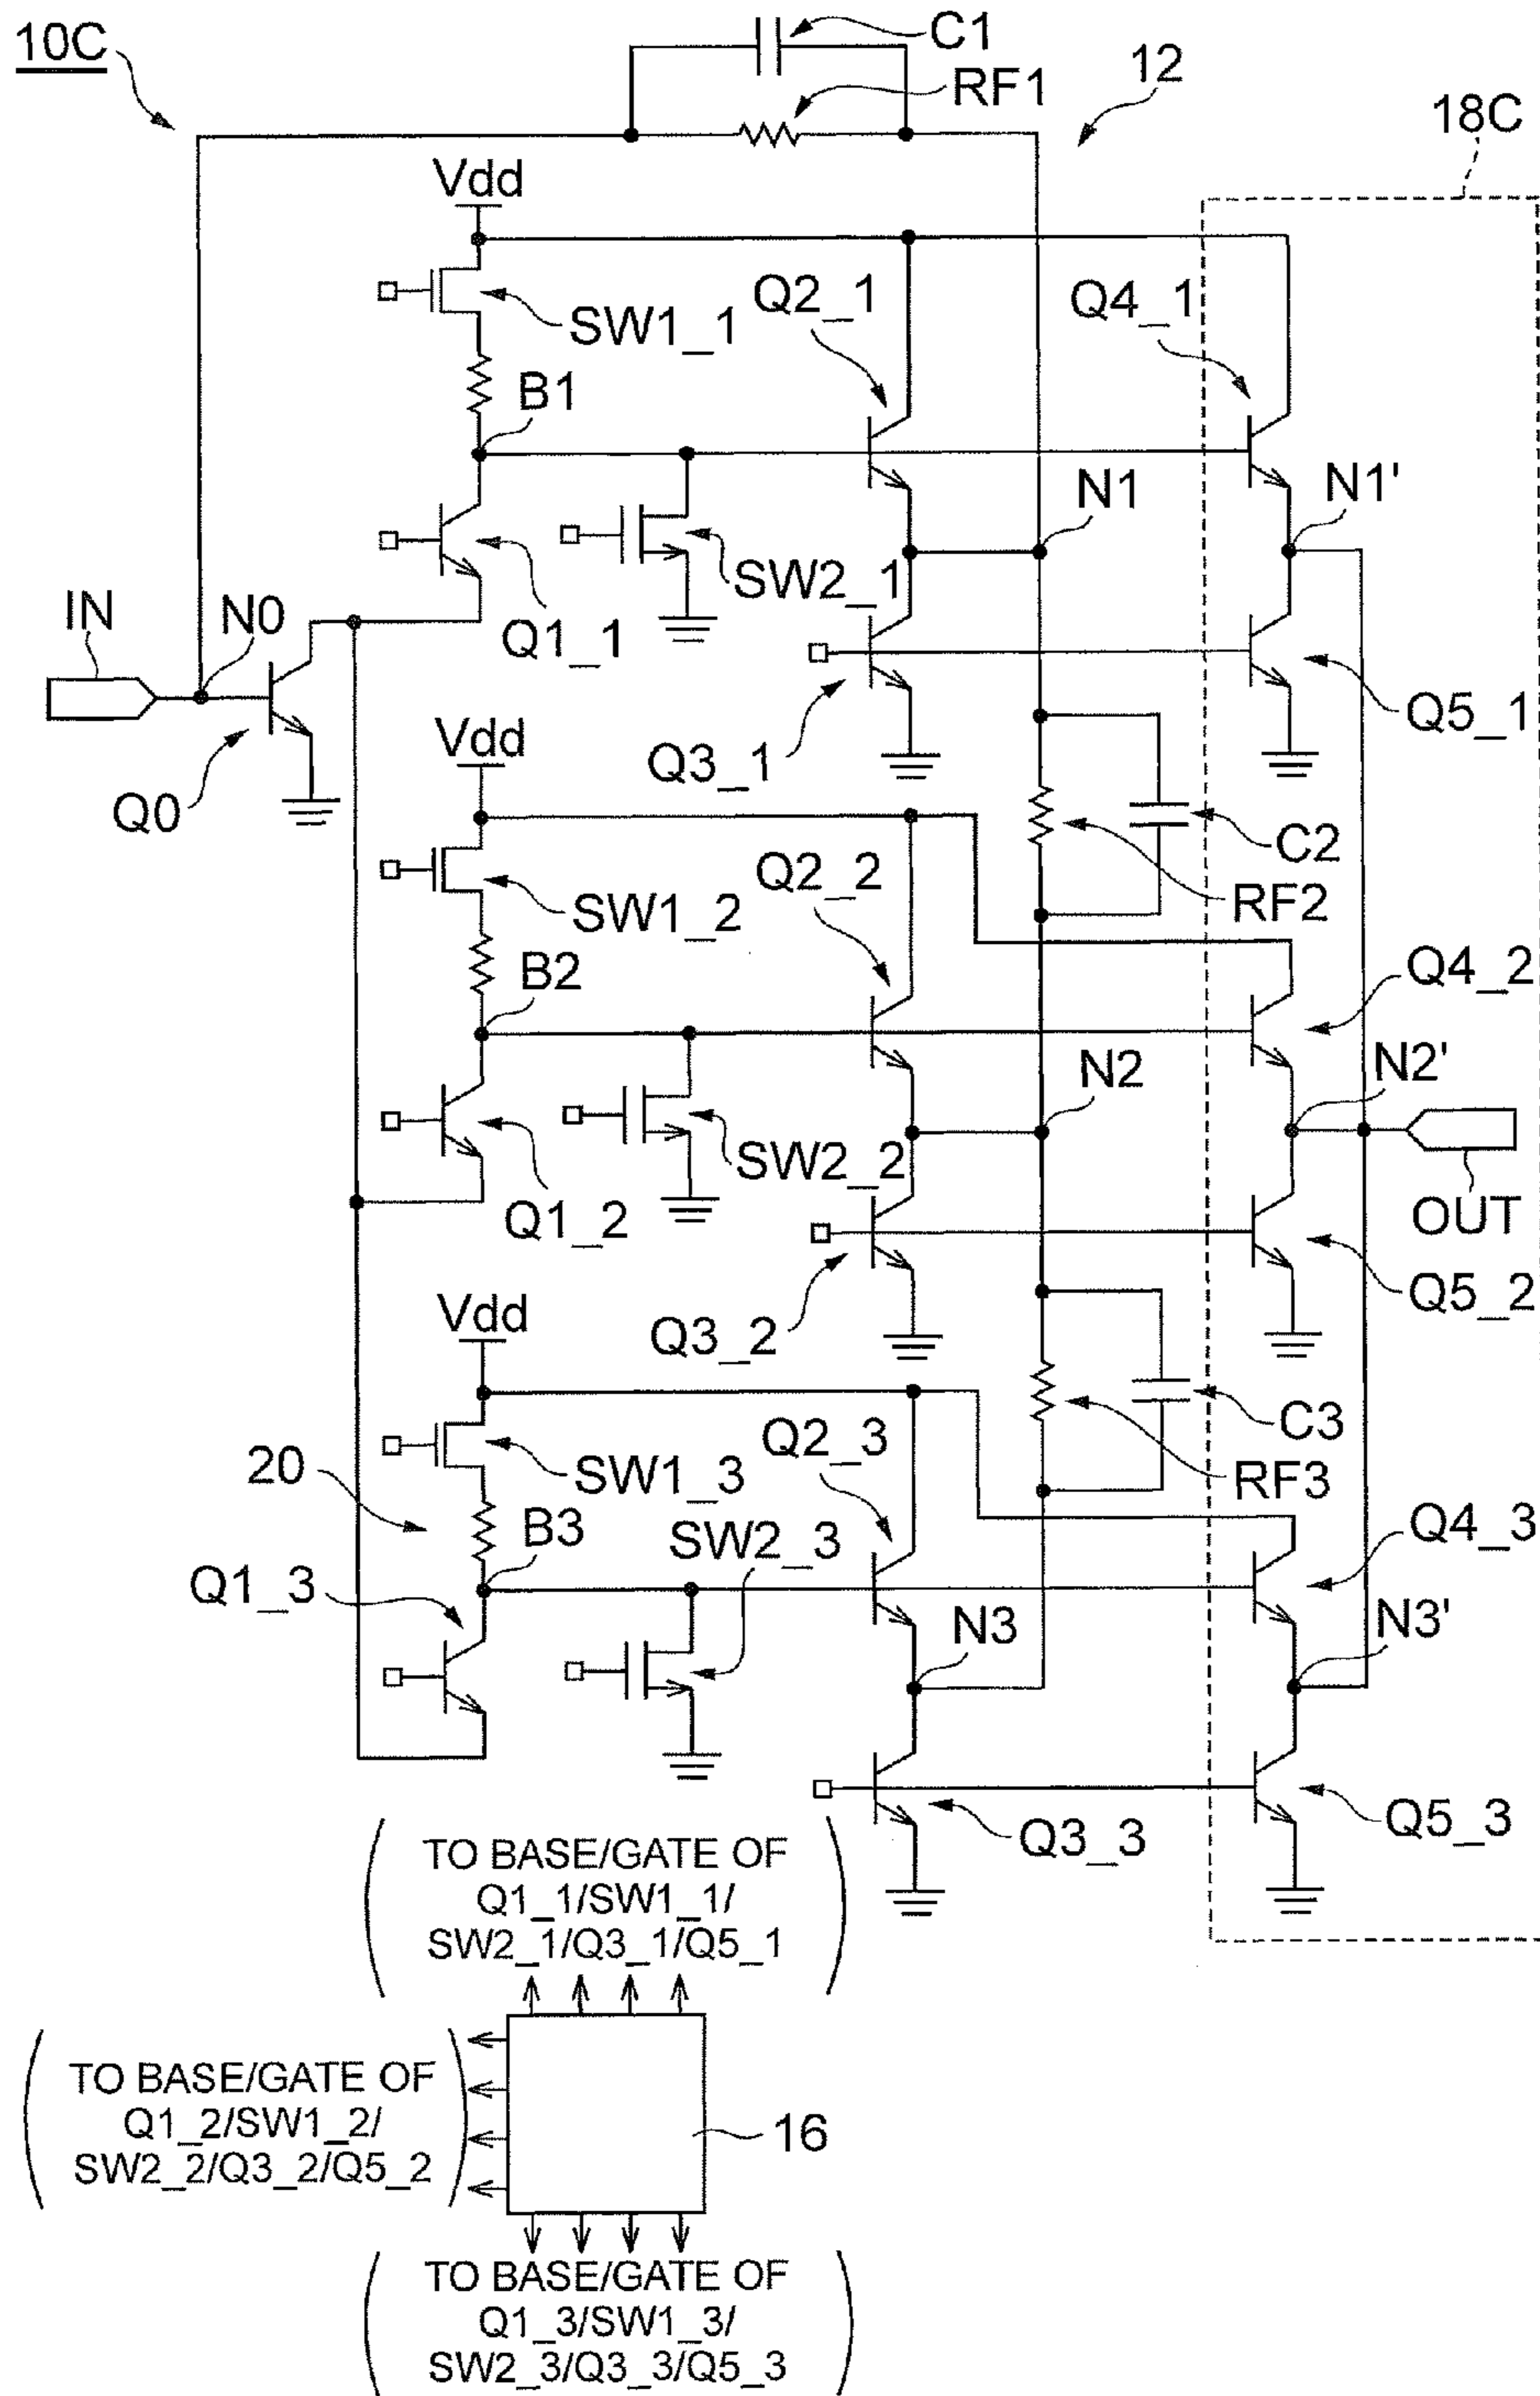 10C
C1
RF1
12
18C
Vdd
SW1_1
Q2_1
Q4_1
B1
N1
N1'
SW2_1
IN
N0
Q1_1
Q0
Q3_1
Q5_1
Vdd
C2
SW1_2
Q2_2
RF2
B2
Q4_2
N2
N2'
SW2_2
Q1_2
OUT
Q3_2
Q5_2
Vdd
C3
20
SW1_3
Q2_3
RF3
B3
SW2_3
Q4_3
Q1_3
N3
N3'
Q3_3
Q5_3
TO BASE/GATE OF
Q1_1/SW1_1/
SW2_1/Q3_1/Q5_1
TO BASE/GATE OF
Q1_2/SW1_2/
SW2_2/Q3_2/Q5_2
16
TO BASE/GATE OF
Q1_3/SW1_3/
SW2_3/Q3_3/Q5_3